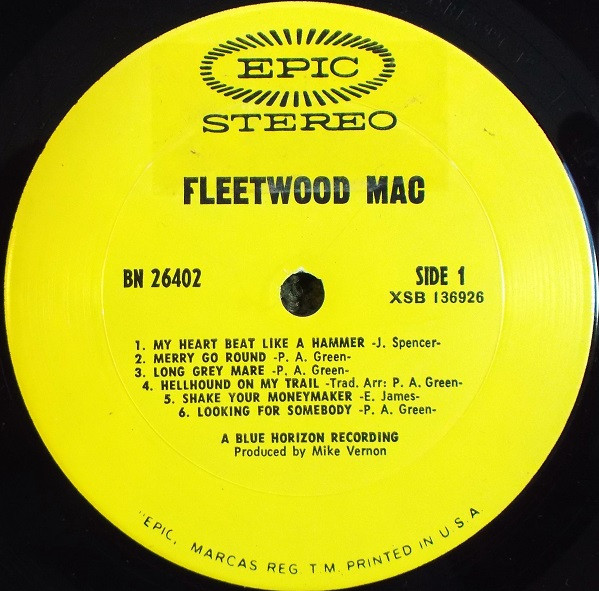 EPIC
STEREO
FLEETWOOD MAC
BN 26402
SIDE 1
XSB 136926
1. MY HEART BEAT LIKE A HAMMER -J. Spencer-
2. MERRY GO ROUND -P. A. Green-
3. LONG GREY MARE -P. A. Green-
4. HELLHOUND ON MY TRAIL -Trad. Arr: P. A. Green-
5. SHAKE YOUR MONEYMAKER -E. James-
6. LOOKING FOR SOMEBODY -P. A. Green-
A BLUE HORIZON RECORDING
Produced by Mike Vernon
"EPIC, MARCAS REG. T.M. PRINTED IN U.S.A